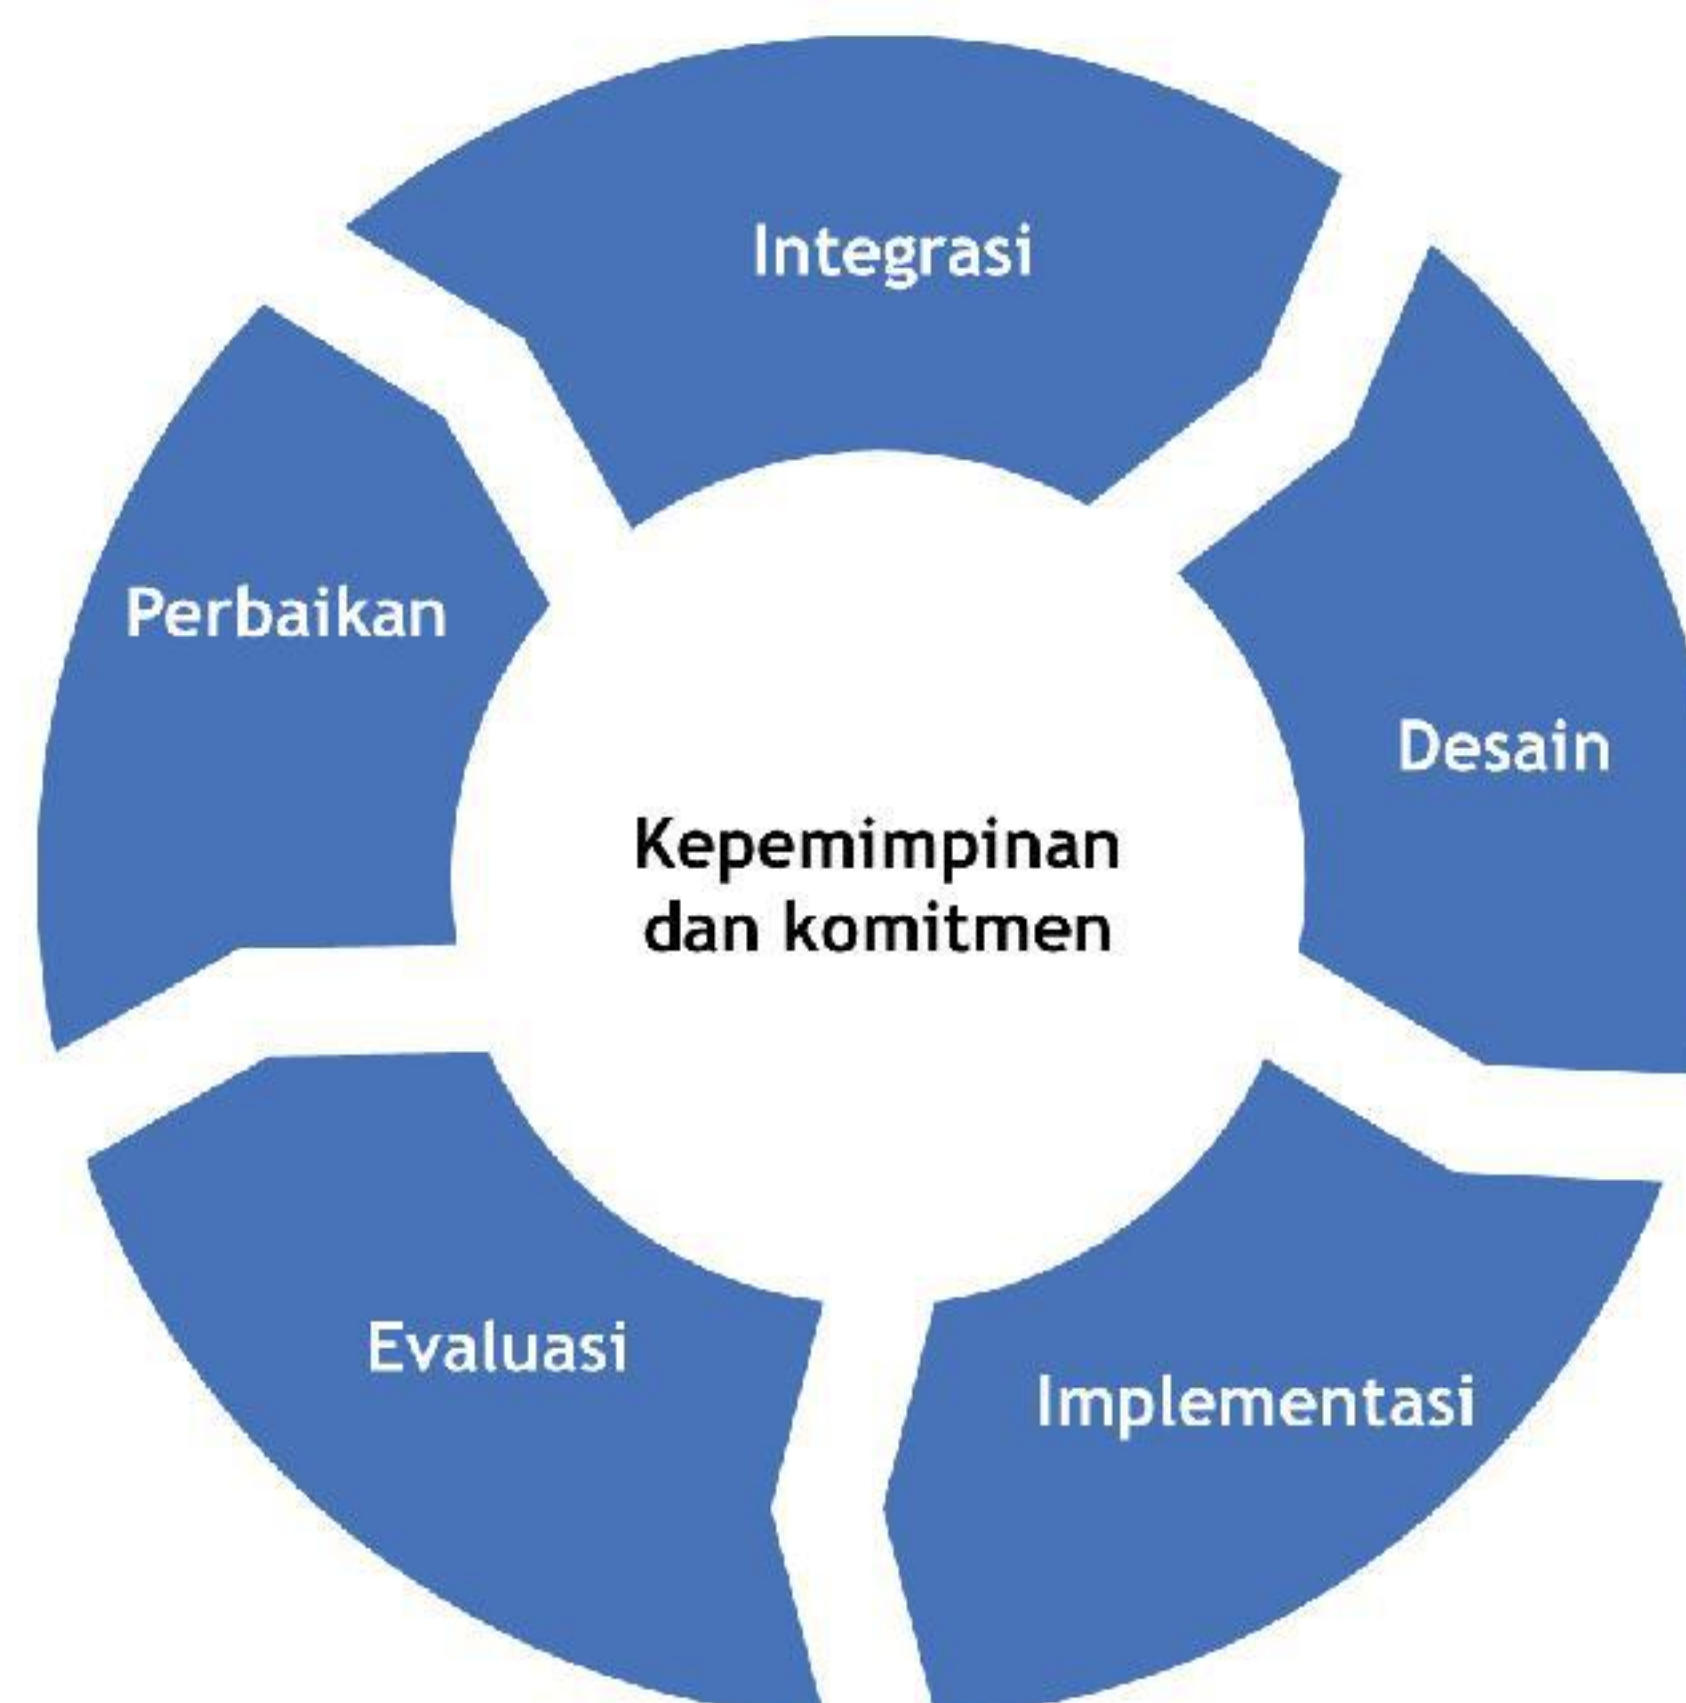 Integrasi
Desain
Implementasi
Evaluasi
Perbaikan
Kepemimpinan
dan komitmen